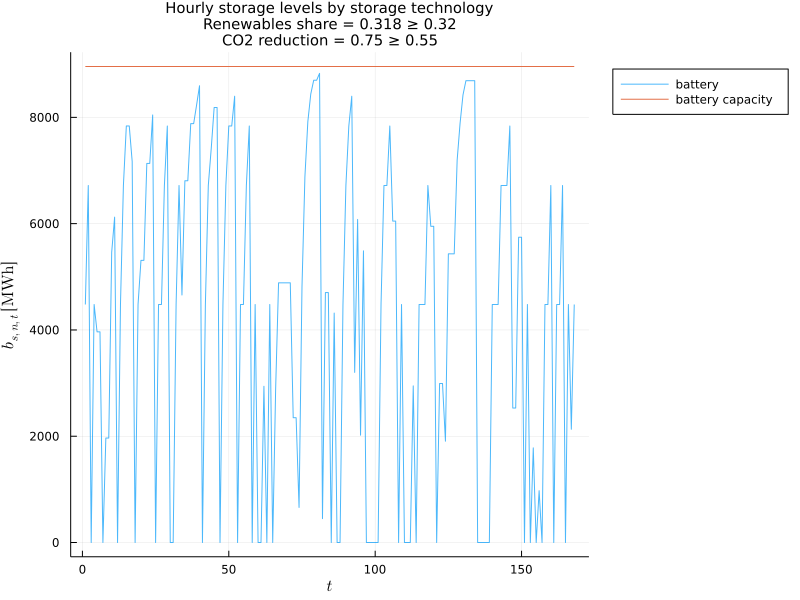 Hourly storage levels by storage technology
Renewables share = 0.318 ≥ 0.32
CO2 reduction = 0.75 ≥ 0.55
battery
battery capacity
8000
6000
4000
2000
0
b_{s, n, t} [MWh]
0 50 100 150
t